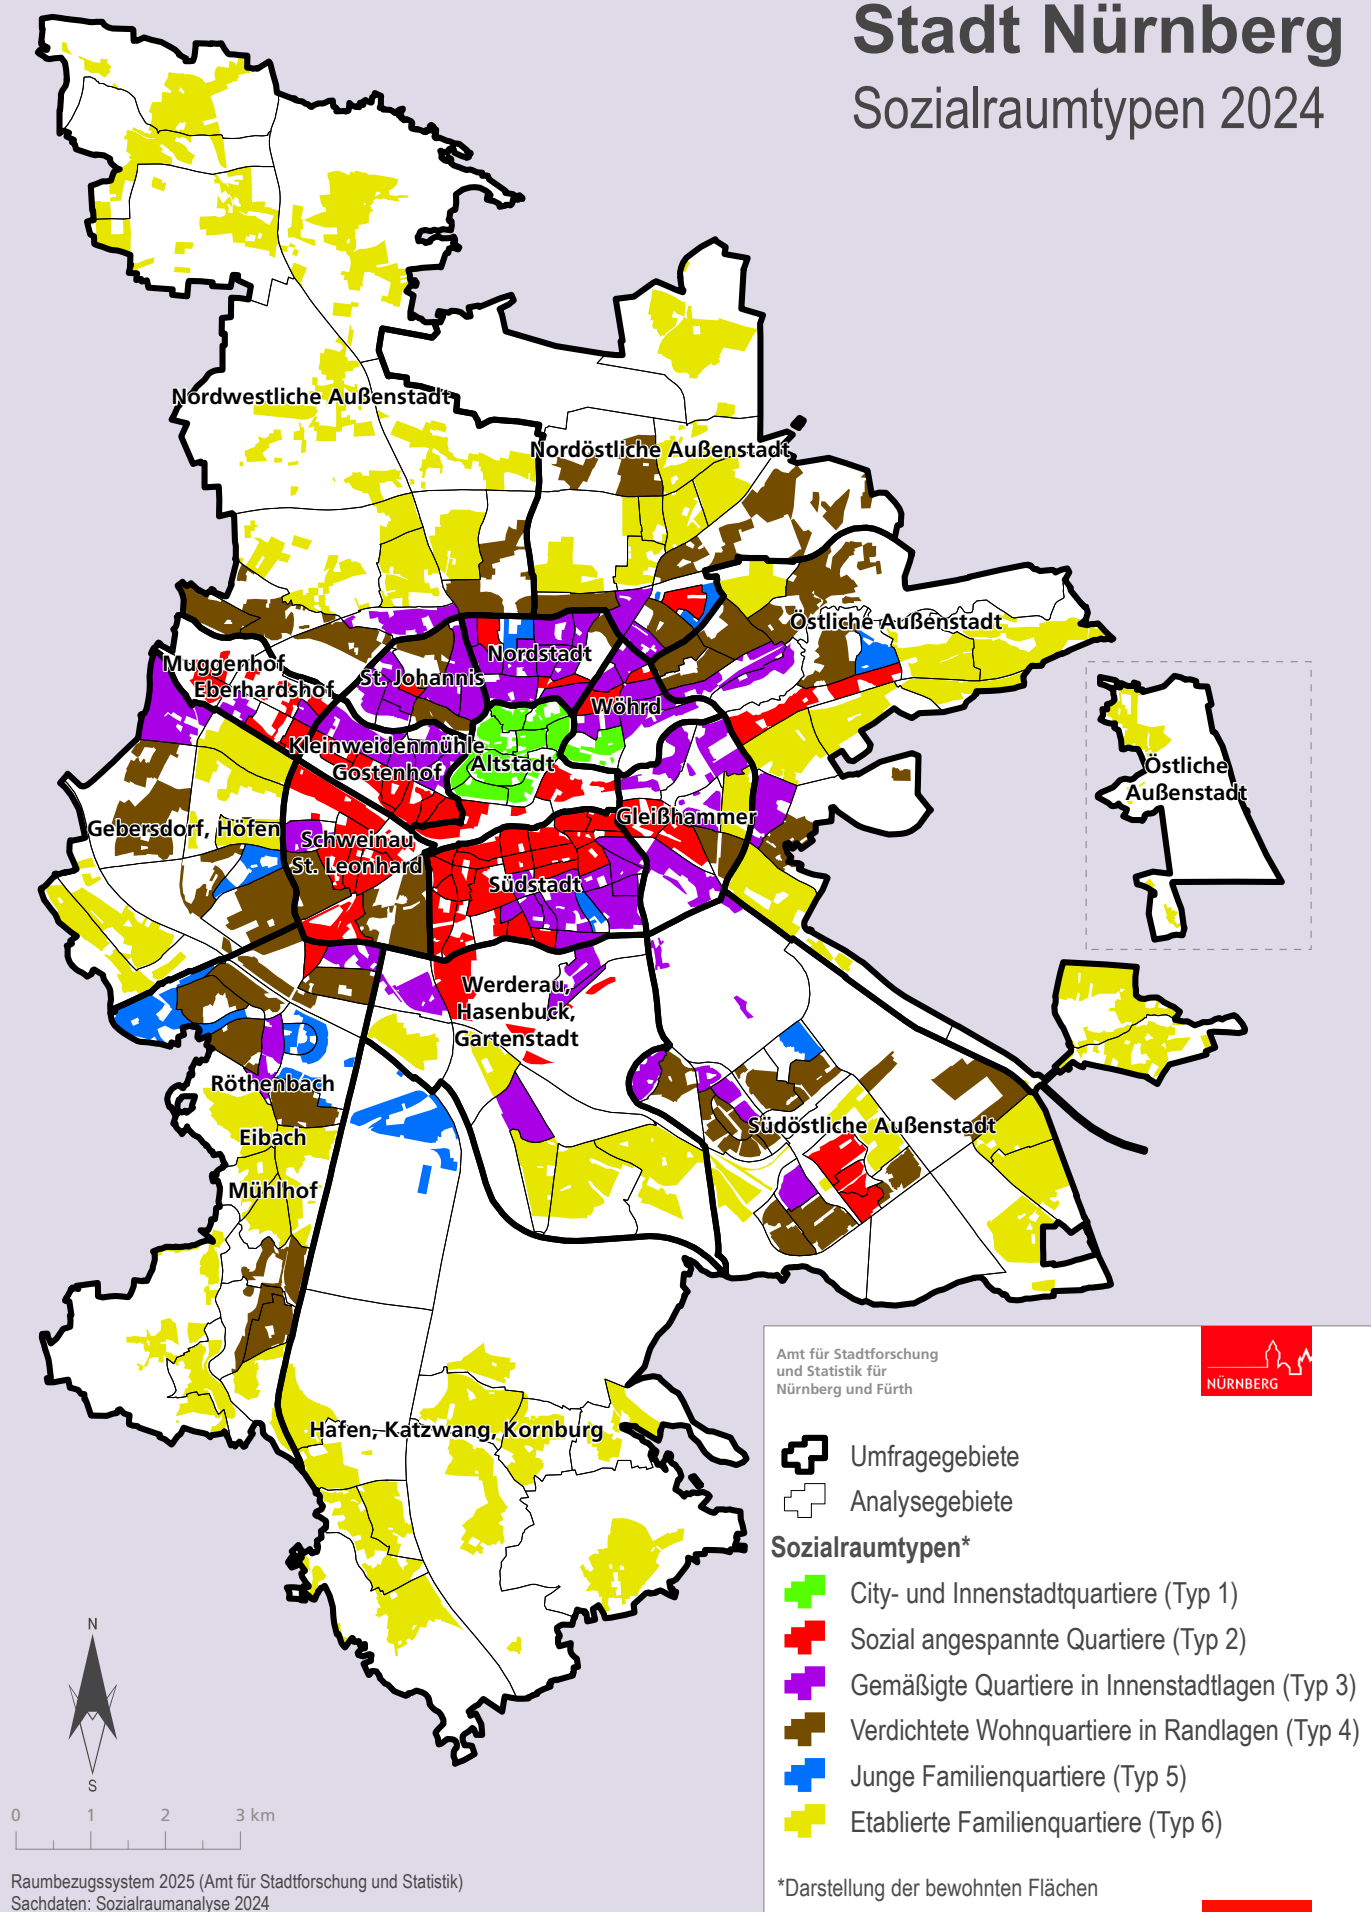 Stadt Nürnberg
Sozialraumtypen 2024
Nordwestliche Außenstadt
Nordöstliche Außenstadt
Östliche Außenstadt
Nordstadt
Muggenhof
Eberhardshof
St. Johannis
Wöhrd
Kleinweidenmühle
Gostenhof
Altstadt
Östliche
Außenstadt
Gleißhammer
Gebersdorf, Höfen
Schweinau
St. Leonhard
Südstadt
Werderau,
Hasenbuck,
Gartenstadt
Röthenbach
Eibach
Mühlhof
Südöstliche Außenstadt
Hafen, Katzwang, Kornburg
Amt für Stadtforschung
und Statistik für
Nürnberg und Fürth
NÜRNBERG
Umfragegebiete
Analysegebiete
Sozialraumtypen*
City- und Innenstadtquartiere (Typ 1)
Sozial angespannte Quartiere (Typ 2)
Gemäßigte Quartiere in Innenstadtlagen (Typ 3)
Verdichtete Wohnquartiere in Randlagen (Typ 4)
Junge Familienquartiere (Typ 5)
Etablierte Familienquartiere (Typ 6)
*Darstellung der bewohnten Flächen
N
S
0 1 2 3 km
Raumbezugssystem 2025 (Amt für Stadtforschung und Statistik)
Sachdaten: Sozialraumanalyse 2024